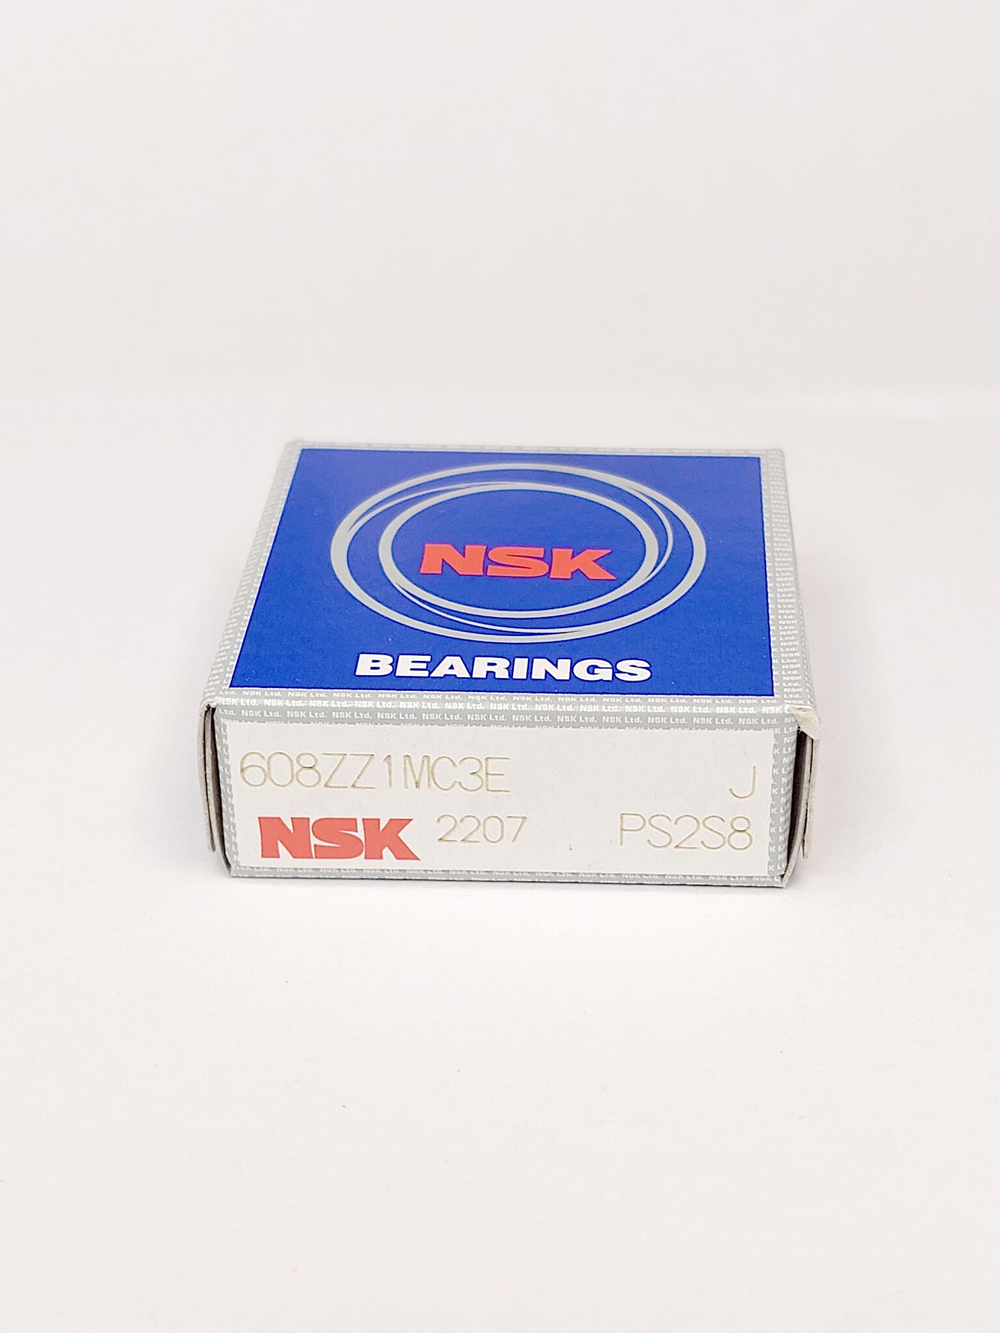 NSK
BEARINGS
608ZZ1MC3E J
NSK 2207 PS2S8